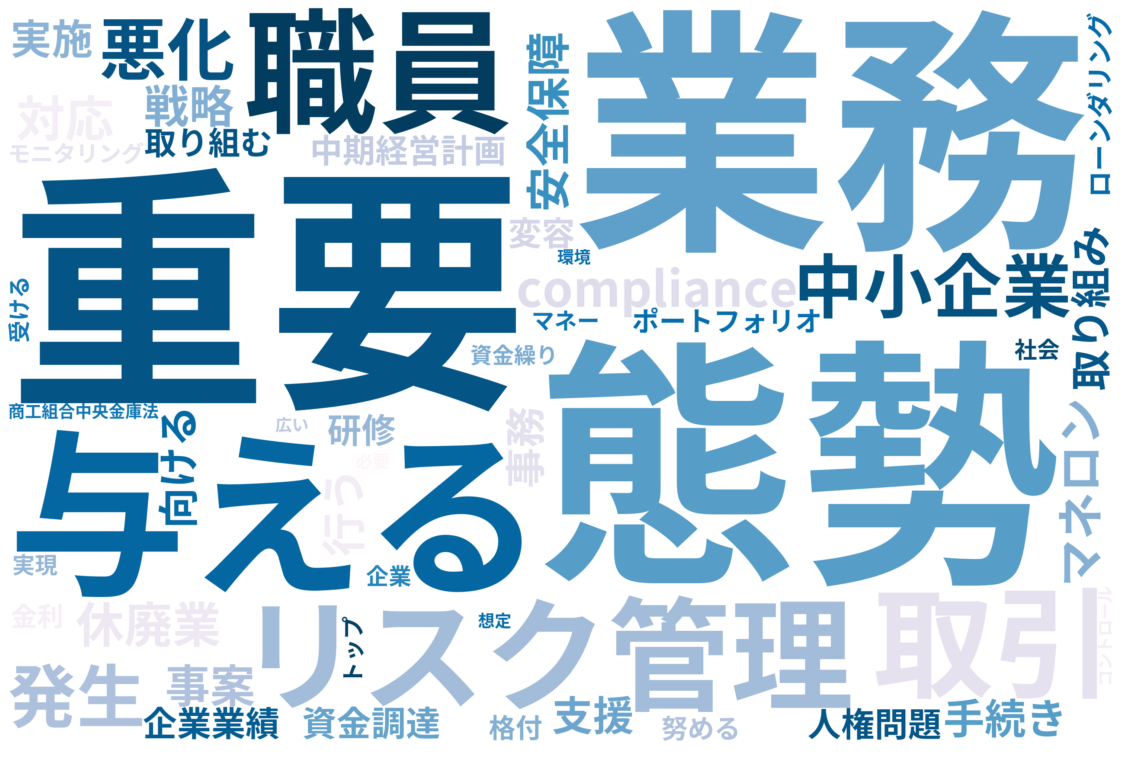 実施
悪化
職員
業務
ローンダリング
安全保障
対応
戦略
モニタリング
取り組む
中期経営計画
重要
変容
環境
compliance
中小企業
取り組み
受ける
マネー
ポートフォリオ
資金繰り
態勢
社会
商工組合中央金庫法
向ける
広い
研修
事務
マネロン
与える
必要
行う
実現
企業
金利
休廃業
リスク管理
トップ
想定
取引
コントロール
発生
事案
企業業績
資金調達
格付
支援
努める
人権問題
手続き